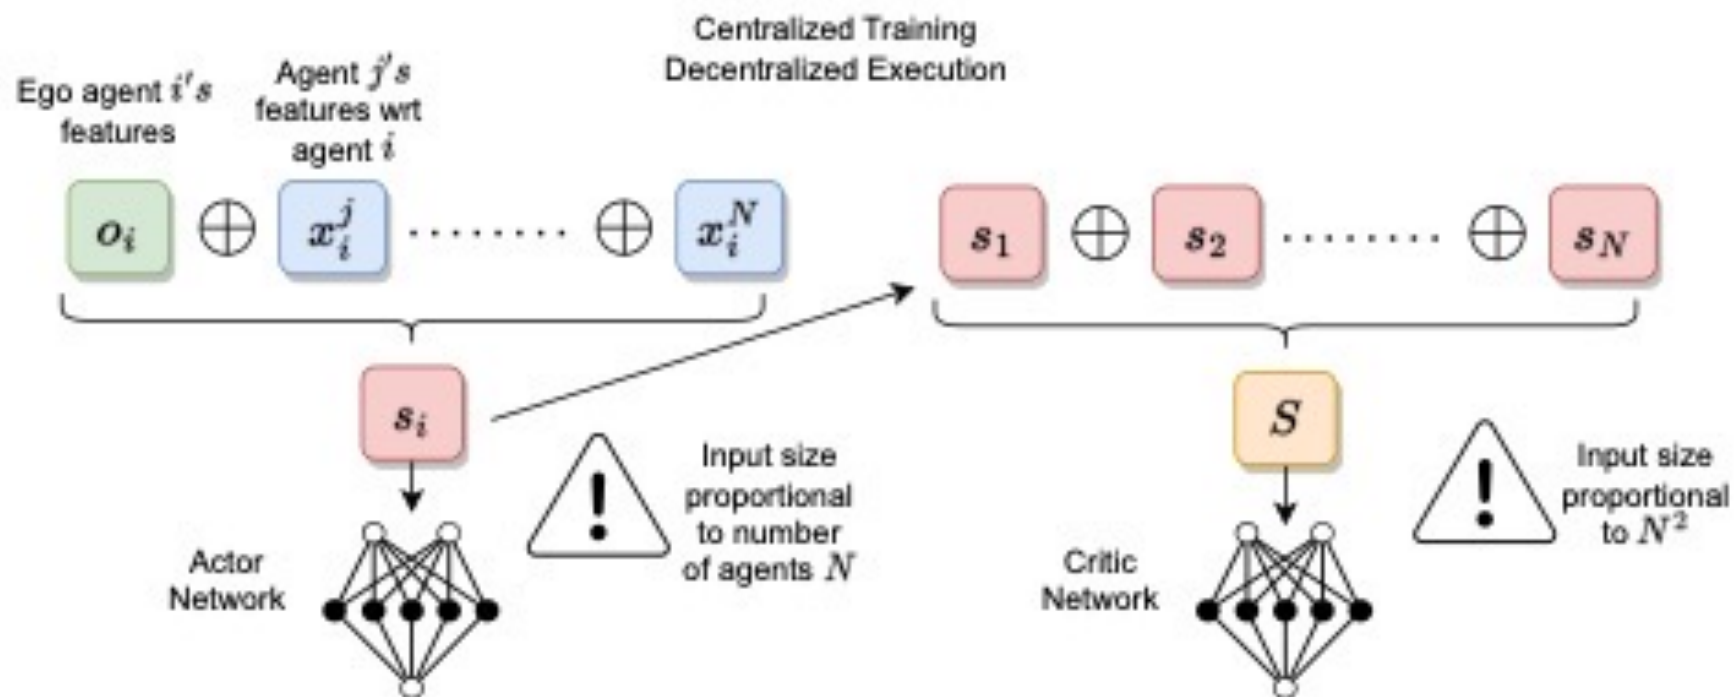 Centralized Training
Decentralized Execution
Ego agent i's
features
Agent j's
features wrt
agent i
o_i ⊕ x_i^j ........ ⊕ x_i^N
s_1 ⊕ s_2 ........ ⊕ s_N
s_i
S
!
Input size
proportional
to number
of agents N
!
Input size
proportional
to N^2
Actor
Network
Critic
Network